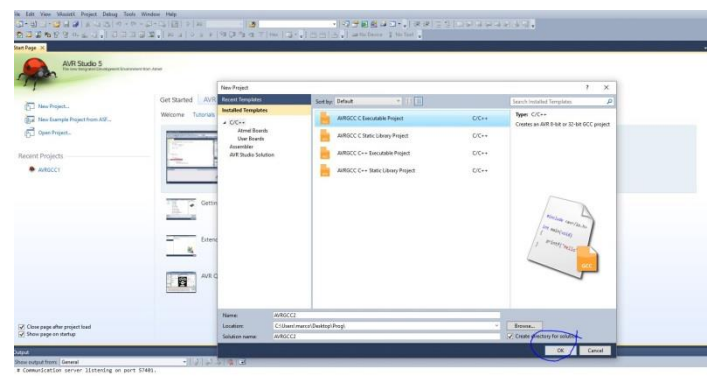 File Edit View VAssistX Project Debug Tools Window Help
No Device
No Tool
Start Page
AVR Studio 5
New Project...
New Example Project from ASF...
Open Project...
Recent Projects
AVRGCC1
Close page after project load
Show page on startup
Get Started
Welcome
Tutorials
New Project
Recent Templates
Installed Templates
C/C++
Atmel Boards
User Boards
Assembler
AVR Studio Solution
Sort by: Default
AVRGCC C Executable Project C/C++
AVRGCC C Static Library Project C/C++
AVRGCC C++ Executable Project C/C++
AVRGCC C++ Static Library Project C/C++
Search Installed Templates
Type: C/C++
Creates an AVR 8-bit or 32-bit GCC project
Name: AVRGCC2
Location: C:\Users\marco\Desktop\Prog\
Solution name: AVRGCC2
Browse...
Create directory for solution
OK
Cancel
Output
Show output from: General
# Communication server listening on port 57401.